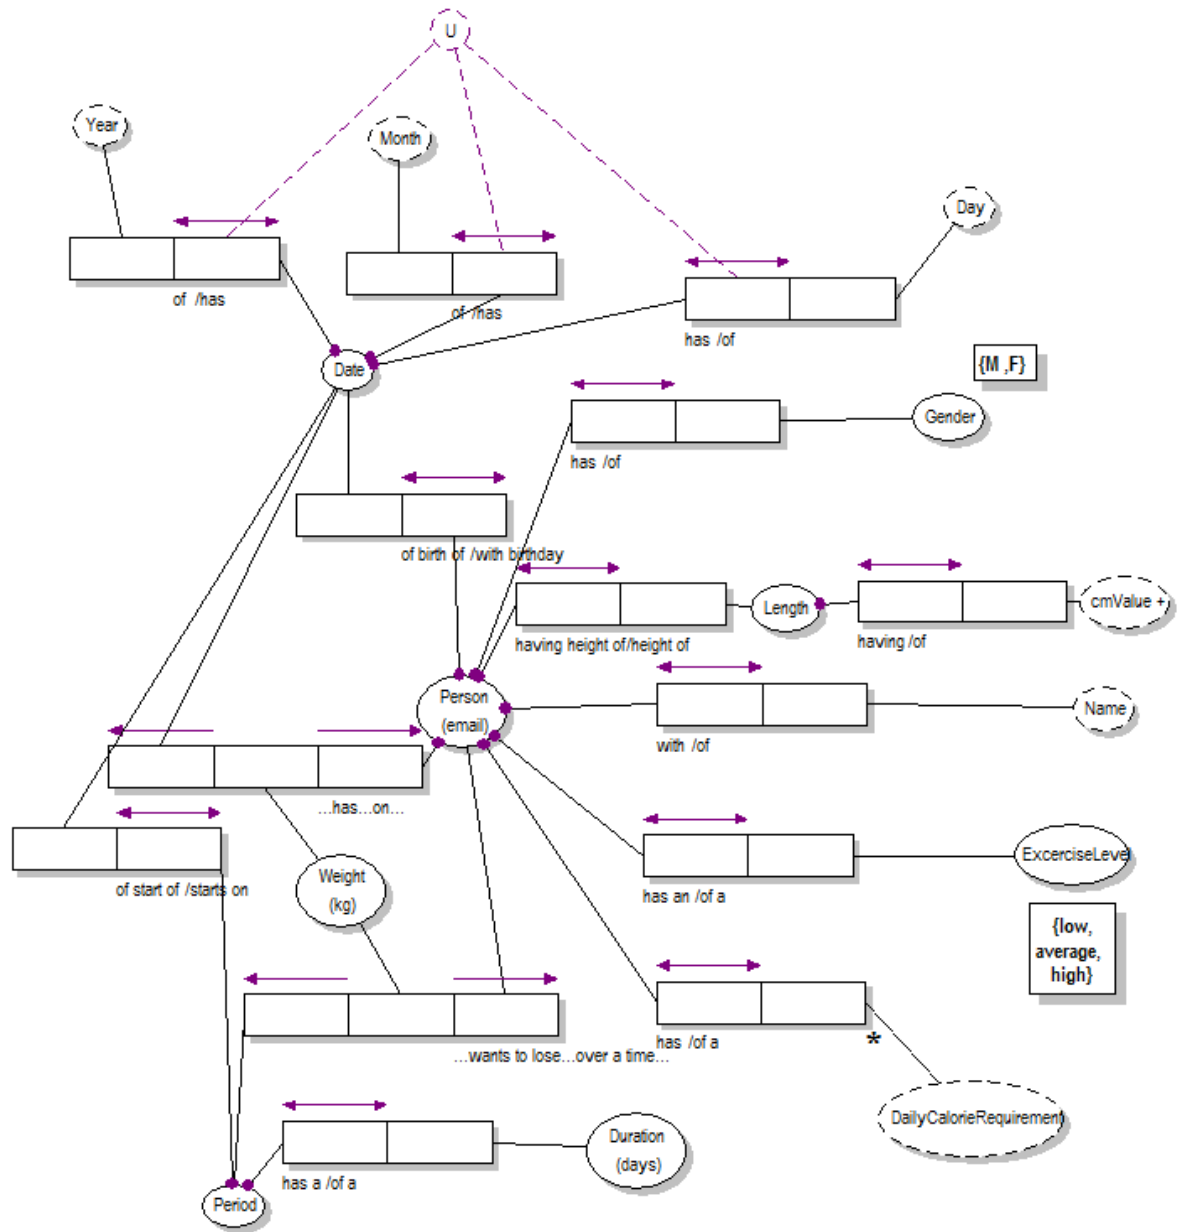 U
Year
Month
Day
of /has
of /has
has /of
Date
{M ,F}
Gender
has /of
of birth of /with birthday
Length
cmValue +
having height of/height of
having /of
Person
(email)
Name
with /of
...has...on...
ExcerciseLevel
of start of /starts on
Weight
(kg)
has an /of a
{low,
average,
high}
...wants to lose...over a time...
has /of a
*
DailyCalorieRequirement
Duration
(days)
has a /of a
Period